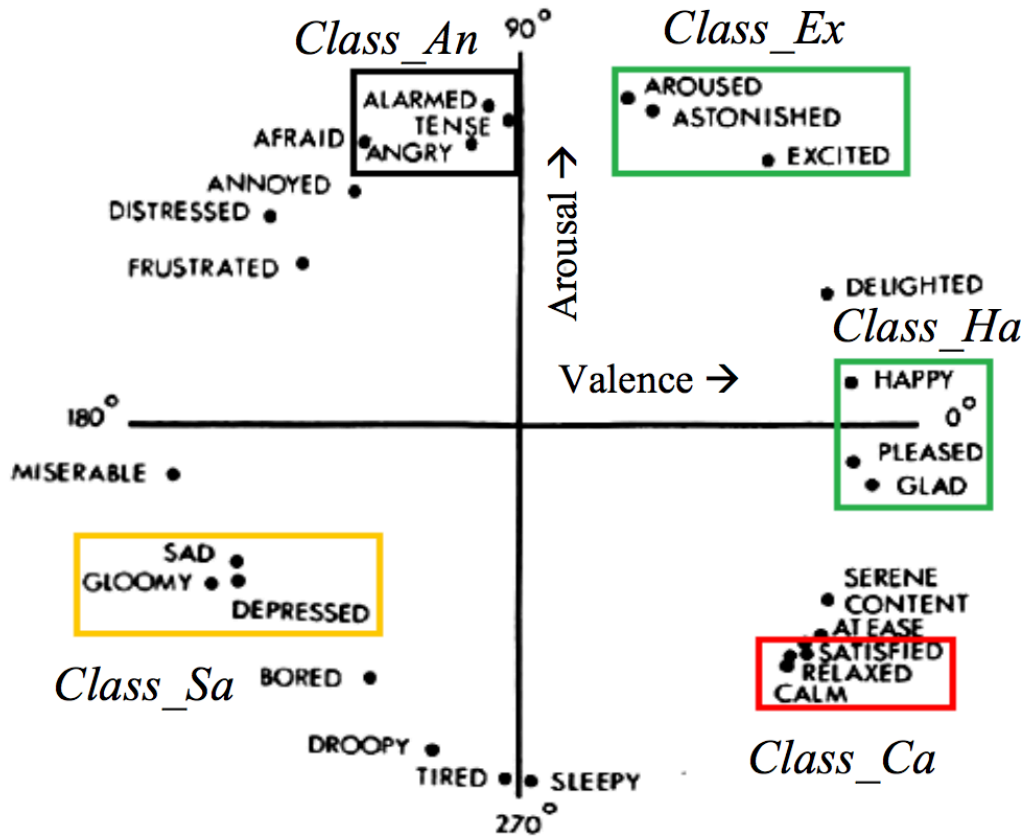 Class_An
90°
Class_Ex
ALARMED
TENSE
AFRAID
ANGRY
ANNOYED
DISTRESSED
FRUSTRATED
AROUSED
ASTONISHED
EXCITED
Arousal →
DELIGHTED
Class_Ha
Valence →
HAPPY
180°
0°
PLEASED
GLAD
MISERABLE
SAD
GLOOMY
DEPRESSED
Class_Sa
BORED
DROOPY
TIRED
SLEEPY
SERENE
CONTENT
AT EASE
SATISFIED
RELAXED
CALM
Class_Ca
270°